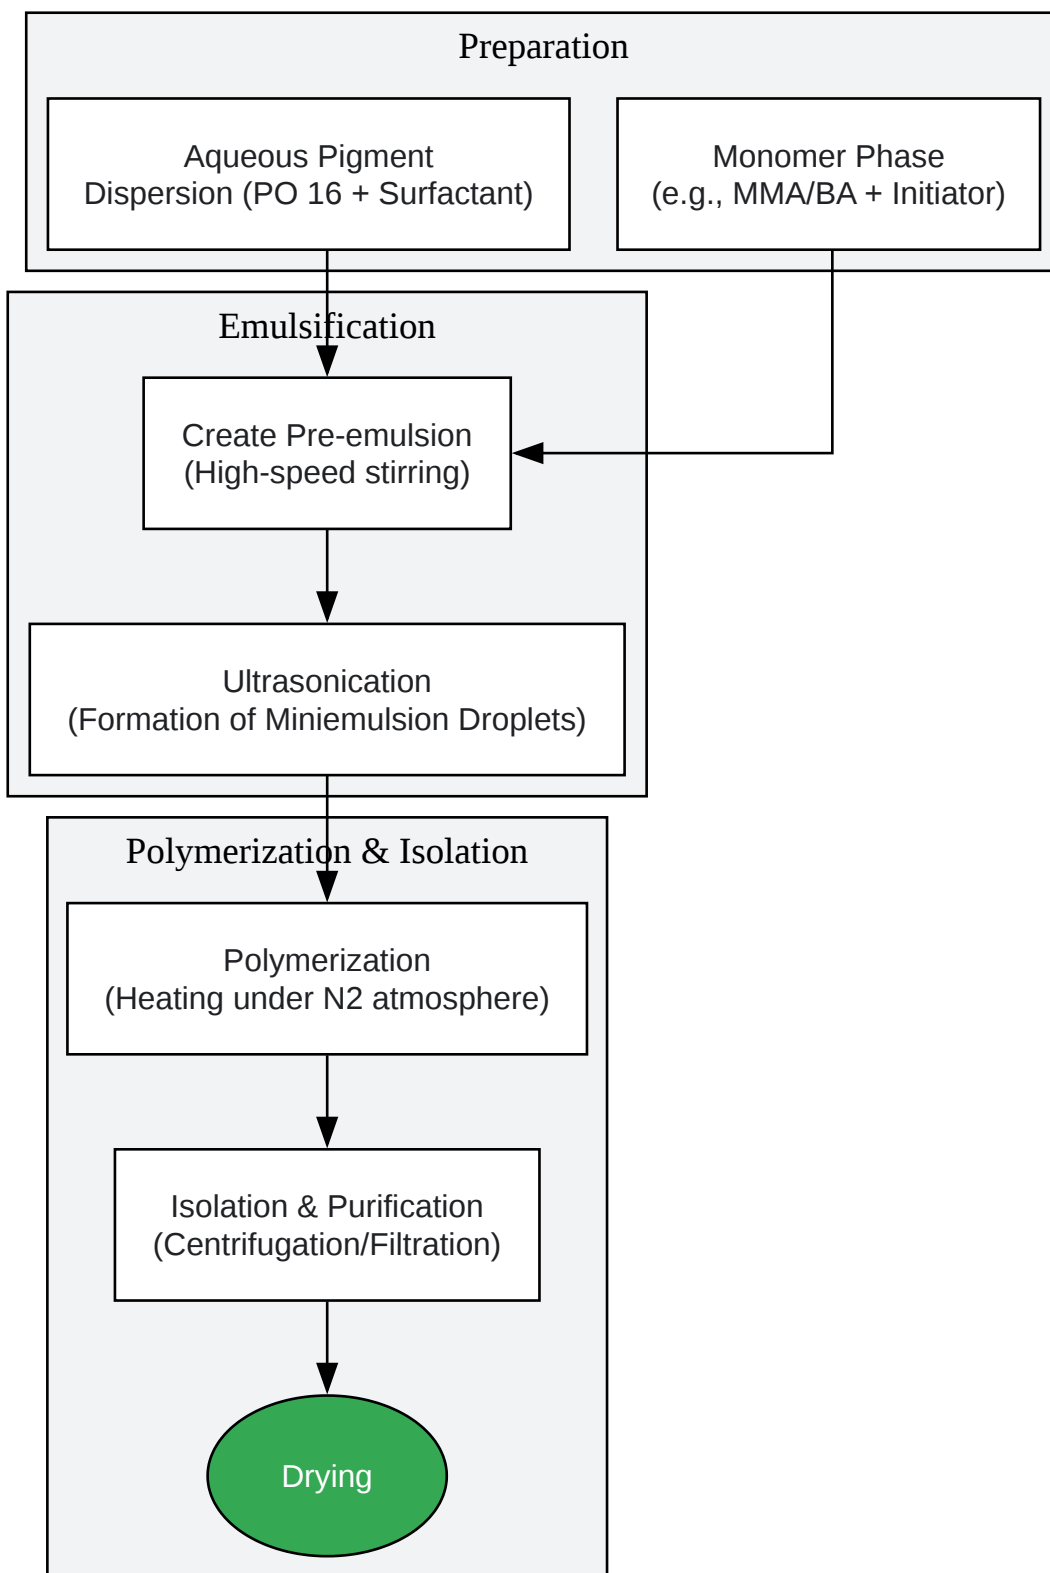 Preparation
Aqueous Pigment
Dispersion (PO 16 + Surfactant)
Monomer Phase
(e.g., MMA/BA + Initiator)
Emulsification
Create Pre-emulsion
(High-speed stirring)
Ultrasonication
(Formation of Miniemulsion Droplets)
Polymerization & Isolation
Polymerization
(Heating under N2 atmosphere)
Isolation & Purification
(Centrifugation/Filtration)
Drying